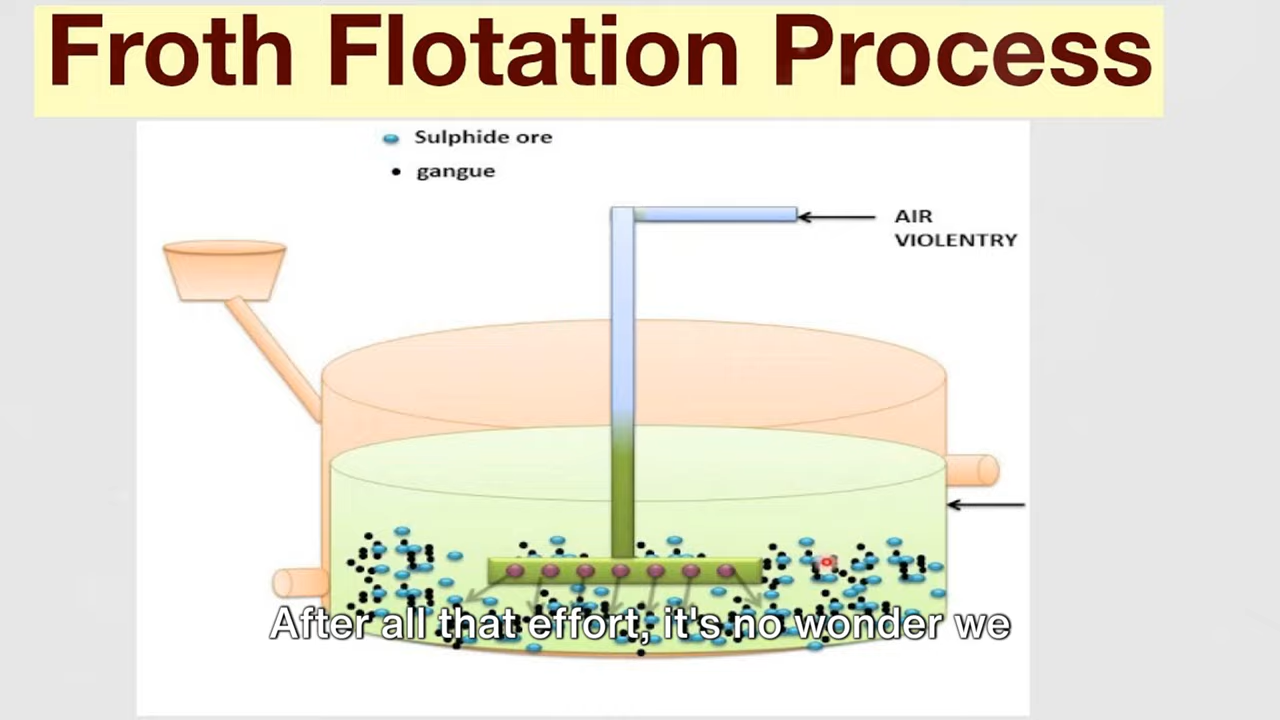 Froth Flotation Process
Sulphide ore
gangue
AIR
VIOLENTRY
After all that effort, it's no wonder we